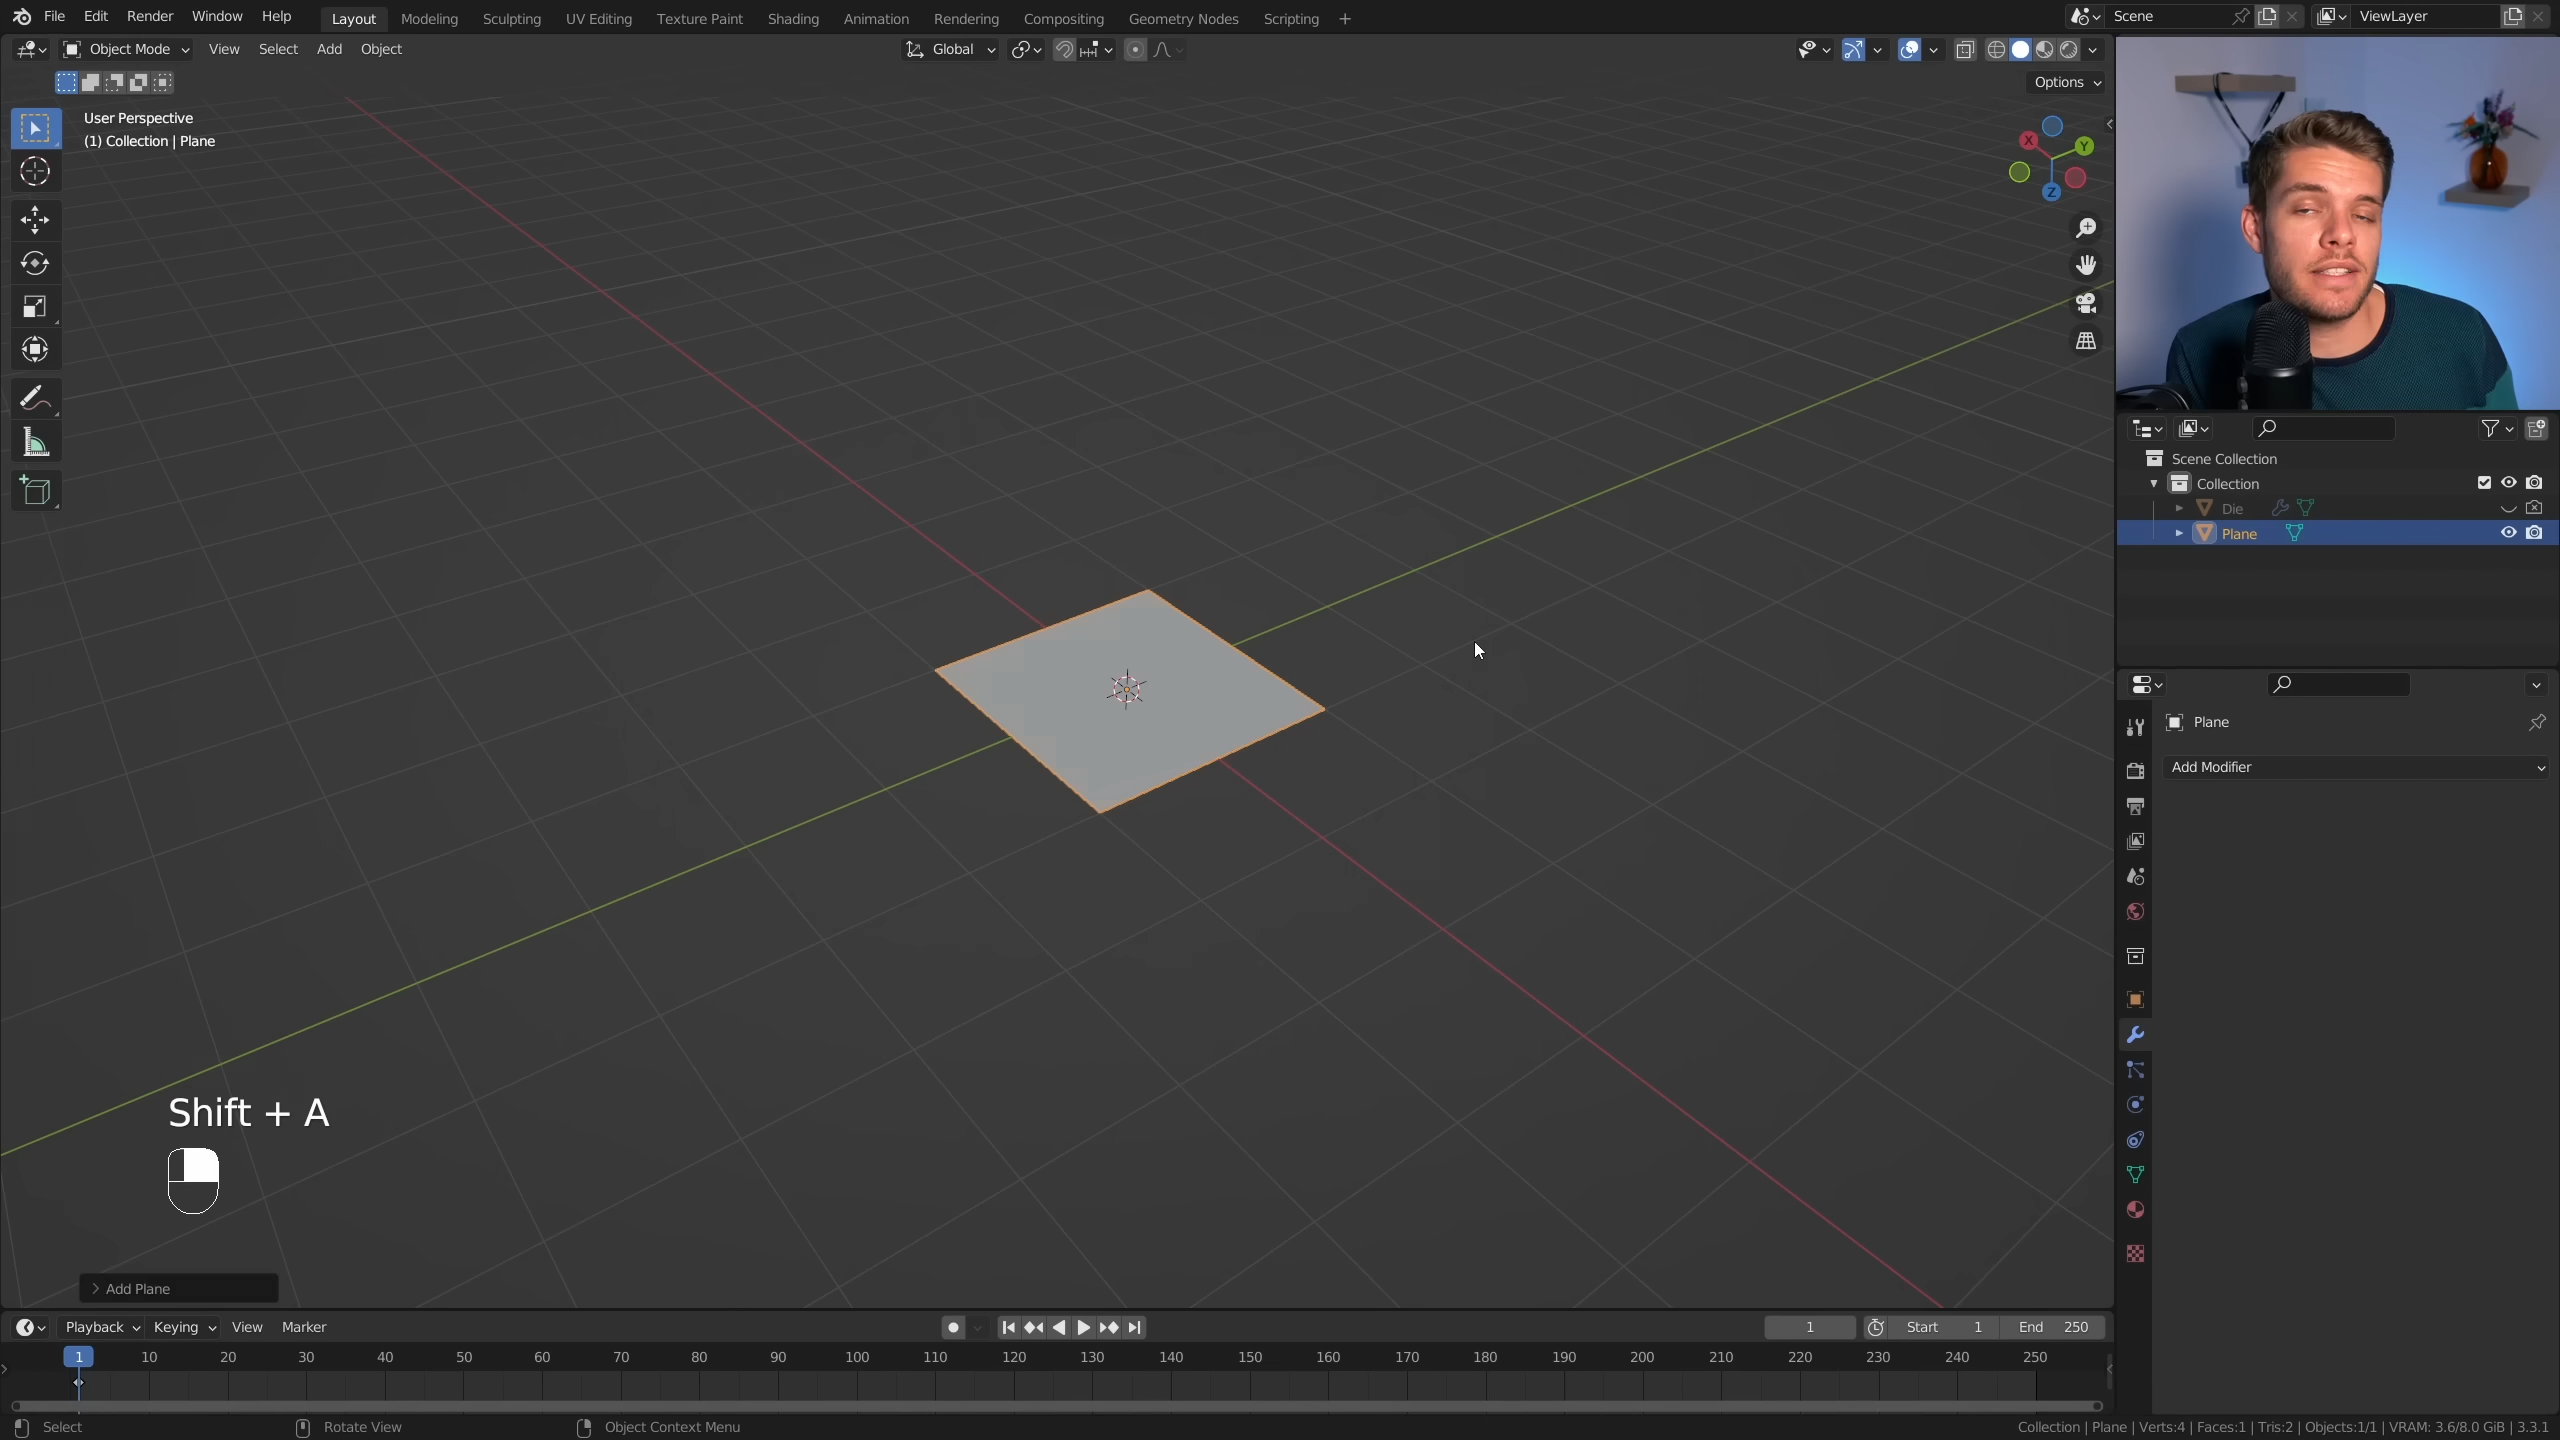 File Edit Render Window Help Layout Modeling Sculpting UV Editing Texture Paint Shading Animation Rendering Compositing Geometry Nodes Scripting + Scene ViewLayer
Object Mode View Select Add Object Global
Options
User Perspective
(1) Collection | Plane
X Y
Z
Scene Collection
Collection
Die
Plane
Plane
Add Modifier
Shift + A
Add Plane
Playback Keying View Marker 1 Start 1 End 250
1 10 20 30 40 50 60 70 80 90 100 110 120 130 140 150 160 170 180 190 200 210 220 230 240 250
Select Rotate View Object Context Menu Collection | Plane | Verts:4 | Faces:1 | Tris:2 | Objects:1/1 | VRAM: 3.6/8.0 GiB | 3.3.1